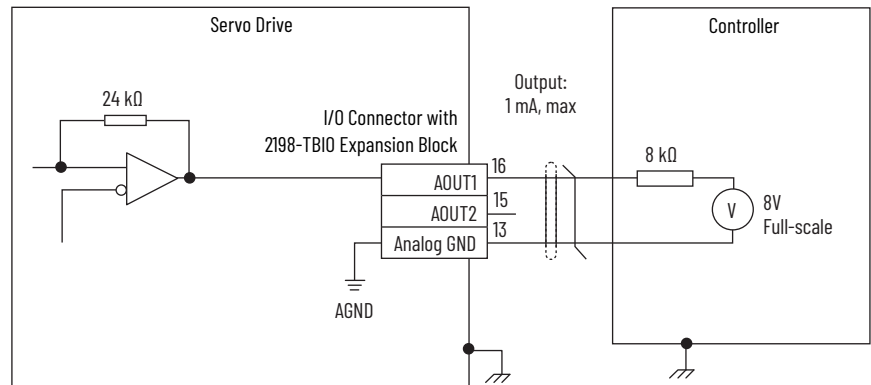 Servo Drive
Controller
24 kΩ
Output:
1 mA, max
I/O Connector with
2198-TBIO Expansion Block
16
AOUT1
8 kΩ
15
AOUT2
V
8V
Full-scale
13
Analog GND
AGND